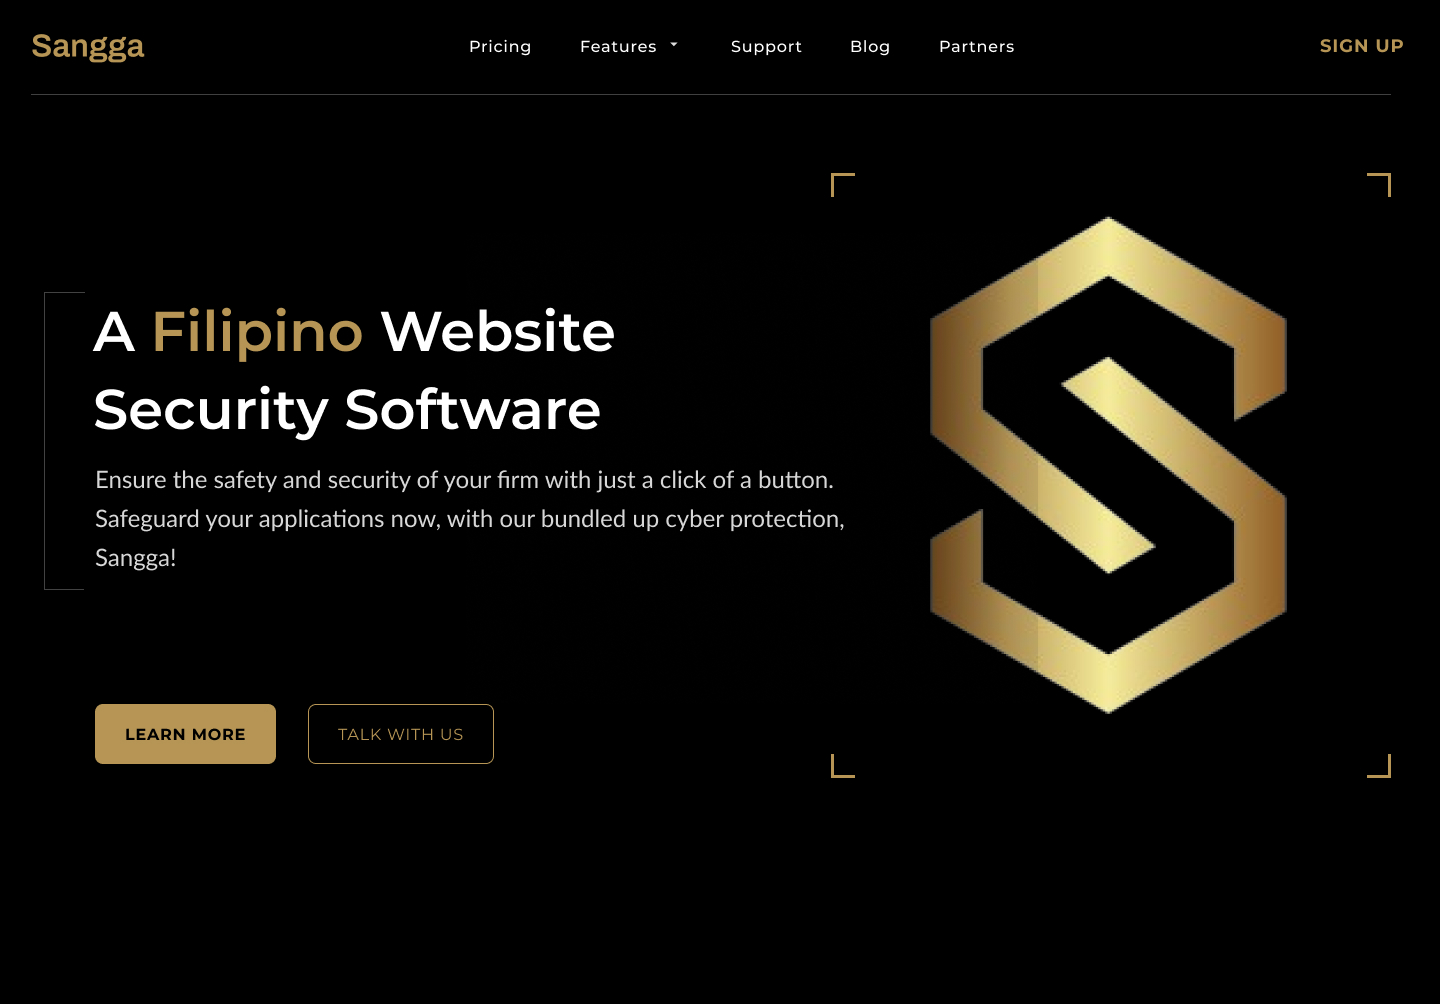 Sangga
Pricing
Features
Support
Blog
Partners
SIGN UP
A Filipino Website
Security Software
Ensure the safety and security of your firm with just a click of a button.
Safeguard your applications now, with our bundled up cyber protection,
Sangga!
LEARN MORE
TALK WITH US